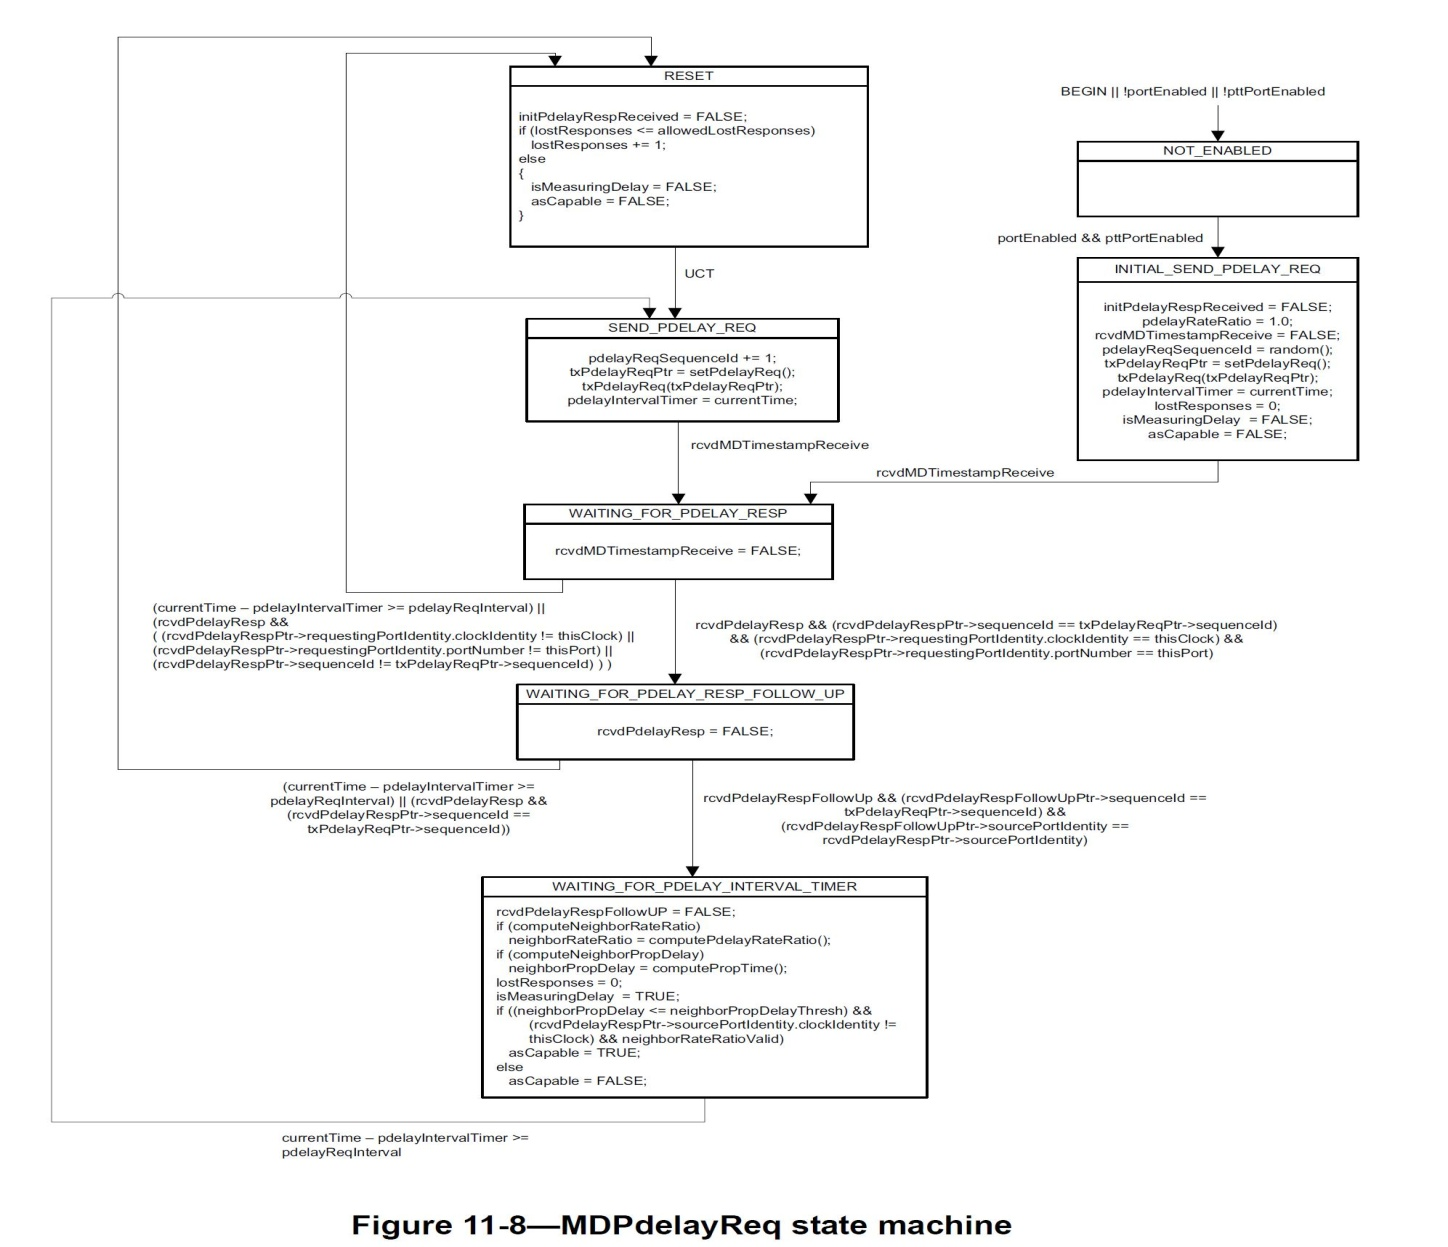 RESET
initPdelayRespReceived = FALSE;
if (lostResponses <= allowedLostResponses)
lostResponses += 1;
else
{
isMeasuringDelay = FALSE;
asCapable = FALSE;
}
BEGIN || !portEnabled || !pttPortEnabled
NOT_ENABLED
portEnabled && pttPortEnabled
INITIAL_SEND_PDELAY_REQ
initPdelayRespReceived = FALSE;
pdelayRateRatio = 1.0;
rcvdMDTimestampReceive = FALSE;
pdelayReqSequenceId = random();
txPdelayReqPtr = setPdelayReq();
txPdelayReq(txPdelayReqPtr);
pdelayIntervalTimer = currentTime;
lostResponses = 0;
isMeasuringDelay = FALSE;
asCapable = FALSE;
UCT
SEND_PDELAY_REQ
pdelayReqSequenceId += 1;
txPdelayReqPtr = setPdelayReq();
txPdelayReq(txPdelayReqPtr);
pdelayIntervalTimer = currentTime;
rcvdMDTimestampReceive
rcvdMDTimestampReceive
WAITING_FOR_PDELAY_RESP
rcvdMDTimestampReceive = FALSE;
(currentTime – pdelayIntervalTimer >= pdelayReqInterval) ||
(rcvdPdelayResp &&
( (rcvdPdelayRespPtr->requestingPortIdentity.clockIdentity != thisClock) ||
(rcvdPdelayRespPtr->requestingPortIdentity.portNumber != thisPort) ||
(rcvdPdelayRespPtr->sequenceId != txPdelayReqPtr->sequenceId) ) )
rcvdPdelayResp && (rcvdPdelayRespPtr->sequenceId == txPdelayReqPtr->sequenceId)
&& (rcvdPdelayRespPtr->requestingPortIdentity.clockIdentity == thisClock) &&
(rcvdPdelayRespPtr->requestingPortIdentity.portNumber == thisPort)
WAITING_FOR_PDELAY_RESP_FOLLOW_UP
rcvdPdelayResp = FALSE;
(currentTime – pdelayIntervalTimer >=
pdelayReqInterval) || (rcvdPdelayResp &&
(rcvdPdelayRespPtr->sequenceId ==
txPdelayReqPtr->sequenceId))
rcvdPdelayRespFollowUp && (rcvdPdelayRespFollowUpPtr->sequenceId ==
txPdelayReqPtr->sequenceId) &&
(rcvdPdelayRespFollowUpPtr->sourcePortIdentity ==
rcvdPdelayRespPtr->sourcePortIdentity)
WAITING_FOR_PDELAY_INTERVAL_TIMER
rcvdPdelayRespFollowUP = FALSE;
if (computeNeighborRateRatio)
neighborRateRatio = computePdelayRateRatio();
if (computeNeighborPropDelay)
neighborPropDelay = computePropTime();
lostResponses = 0;
isMeasuringDelay = TRUE;
if ((neighborPropDelay <= neighborPropDelayThresh) &&
(rcvdPdelayRespPtr->sourcePortIdentity.clockIdentity !=
thisClock) && neighborRateRatioValid)
asCapable = TRUE;
else
asCapable = FALSE;
currentTime – pdelayIntervalTimer >=
pdelayReqInterval
Figure 11-8—MDPdelayReq state machine